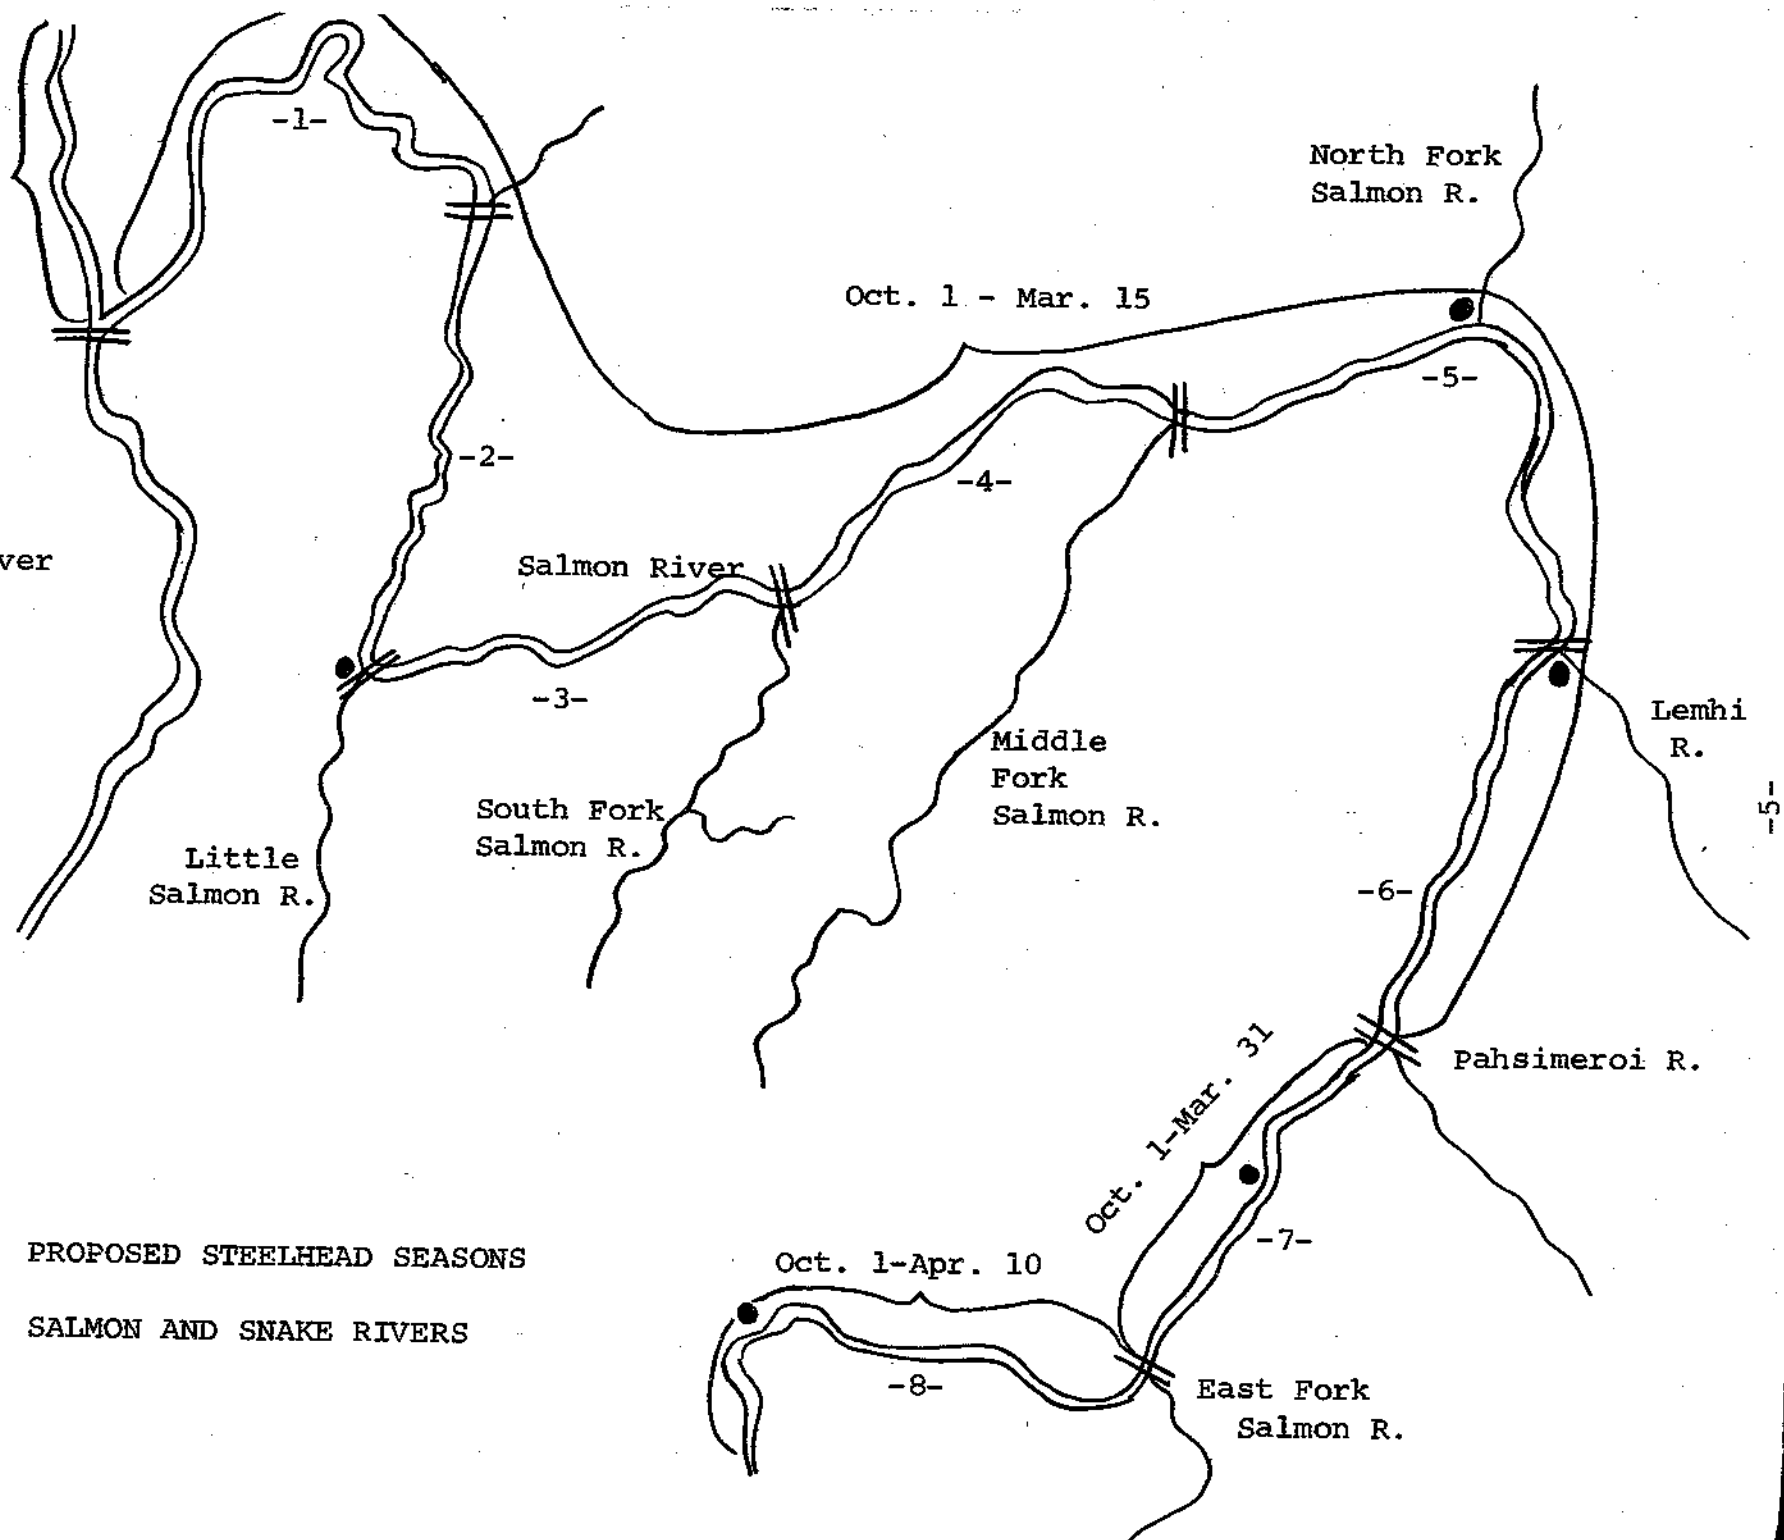 -1-
North Fork
Salmon R.
Oct. 1 - Mar. 15
-5-
-2-
-4-
ver
Salmon River
-3-
Lemhi
R.
Middle
Fork
Salmon R.
-5-
South Fork
Salmon R.
Little
Salmon R.
-6-
Oct. 1-Mar. 31
Pahsimeroi R.
-7-
PROPOSED STEELHEAD SEASONS
SALMON AND SNAKE RIVERS
Oct. 1-Apr. 10
-8-
East Fork
Salmon R.